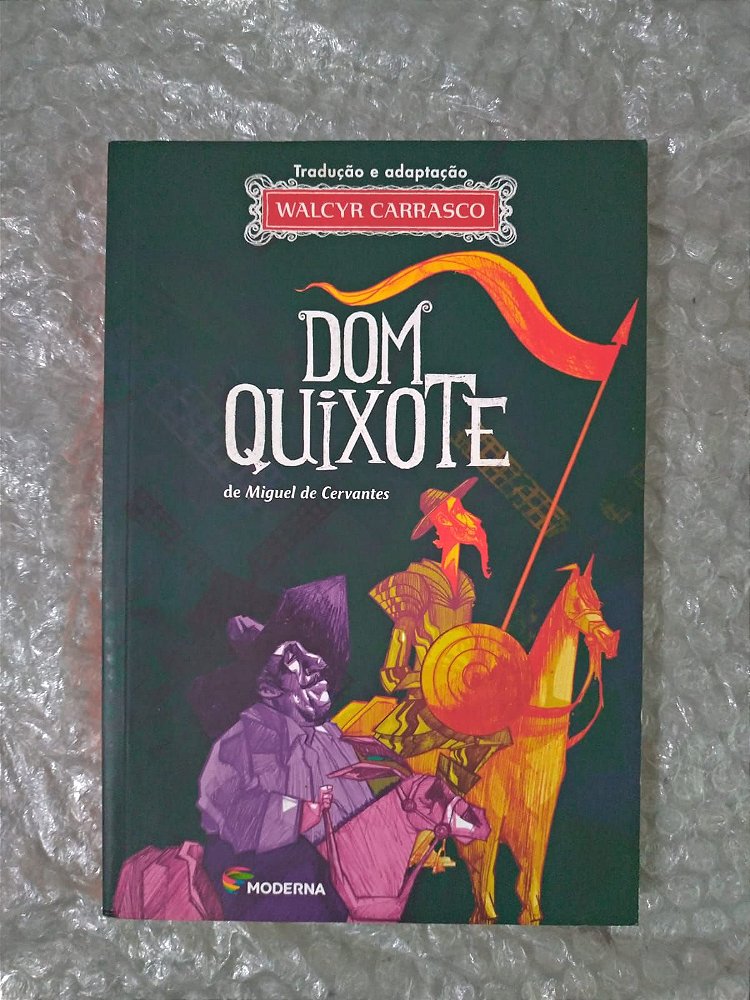 Tradução e adaptação
WALCYR CARRASCO
DOM
QUIXOTE
de Miguel de Cervantes
MODERNA